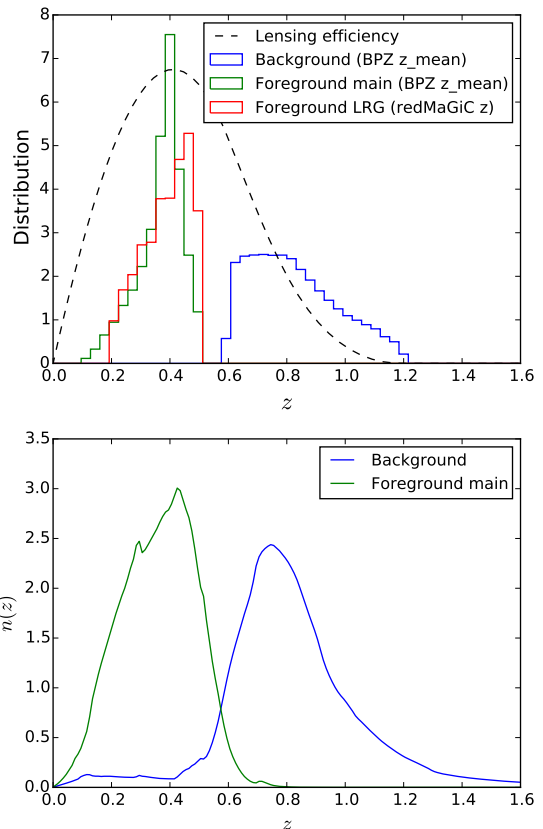 8
7
6
5
4
3
2
1
0
Distribution
Lensing efficiency
Background (BPZ z_mean)
Foreground main (BPZ z_mean)
Foreground LRG (redMaGiC z)
0.0 0.2 0.4 0.6 0.8 1.0 1.2 1.4 1.6
z
3.5
3.0
2.5
2.0
1.5
1.0
0.5
0.0
n(z)
Background
Foreground main
0.0 0.2 0.4 0.6 0.8 1.0 1.2 1.4 1.6
z